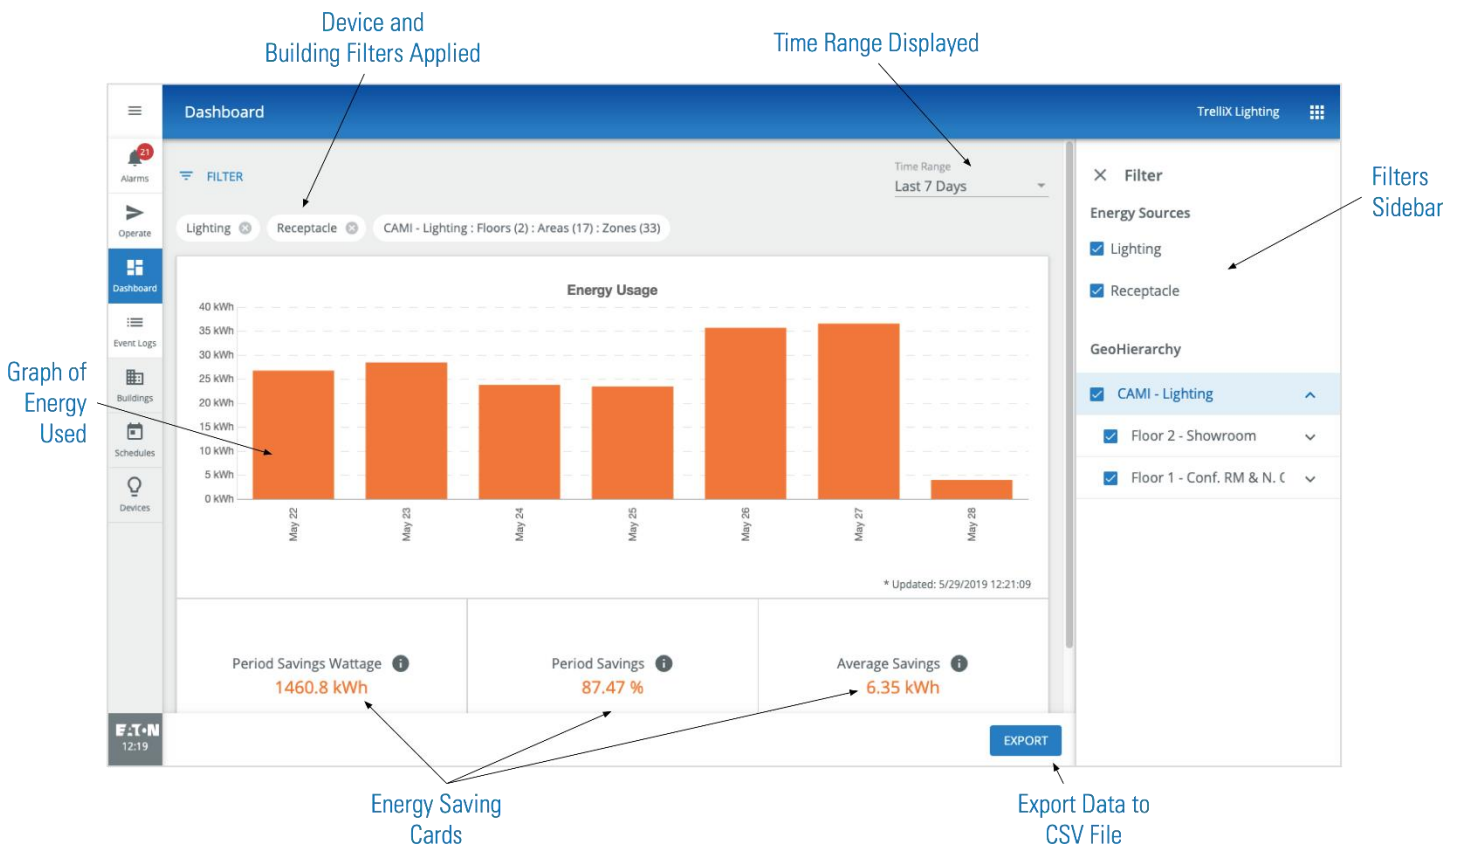 Device and
Building Filters Applied
Time Range Displayed
Dashboard
TrelliX Lighting
21
Alarms
FILTER
Time Range
Last 7 Days
Filter
Filters
Sidebar
Operate
Lighting
Receptacle
CAMI - Lighting : Floors (2) : Areas (17) : Zones (33)
Energy Sources
Lighting
Receptacle
Dashboard
Event Logs
Buildings
Schedules
Devices
Energy Usage
40 kWh
35 kWh
30 kWh
25 kWh
20 kWh
15 kWh
10 kWh
5 kWh
0 kWh
May 22
May 23
May 24
May 25
May 26
May 27
May 28
GeoHierarchy
CAMI - Lighting
Floor 2 - Showroom
Floor 1 - Conf. RM & N. C
Graph of
Energy
Used
* Updated: 5/29/2019 12:21:09
Period Savings Wattage
1460.8 kWh
Period Savings
87.47 %
Average Savings
6.35 kWh
EATON
12:19
EXPORT
Energy Saving
Cards
Export Data to
CSV File